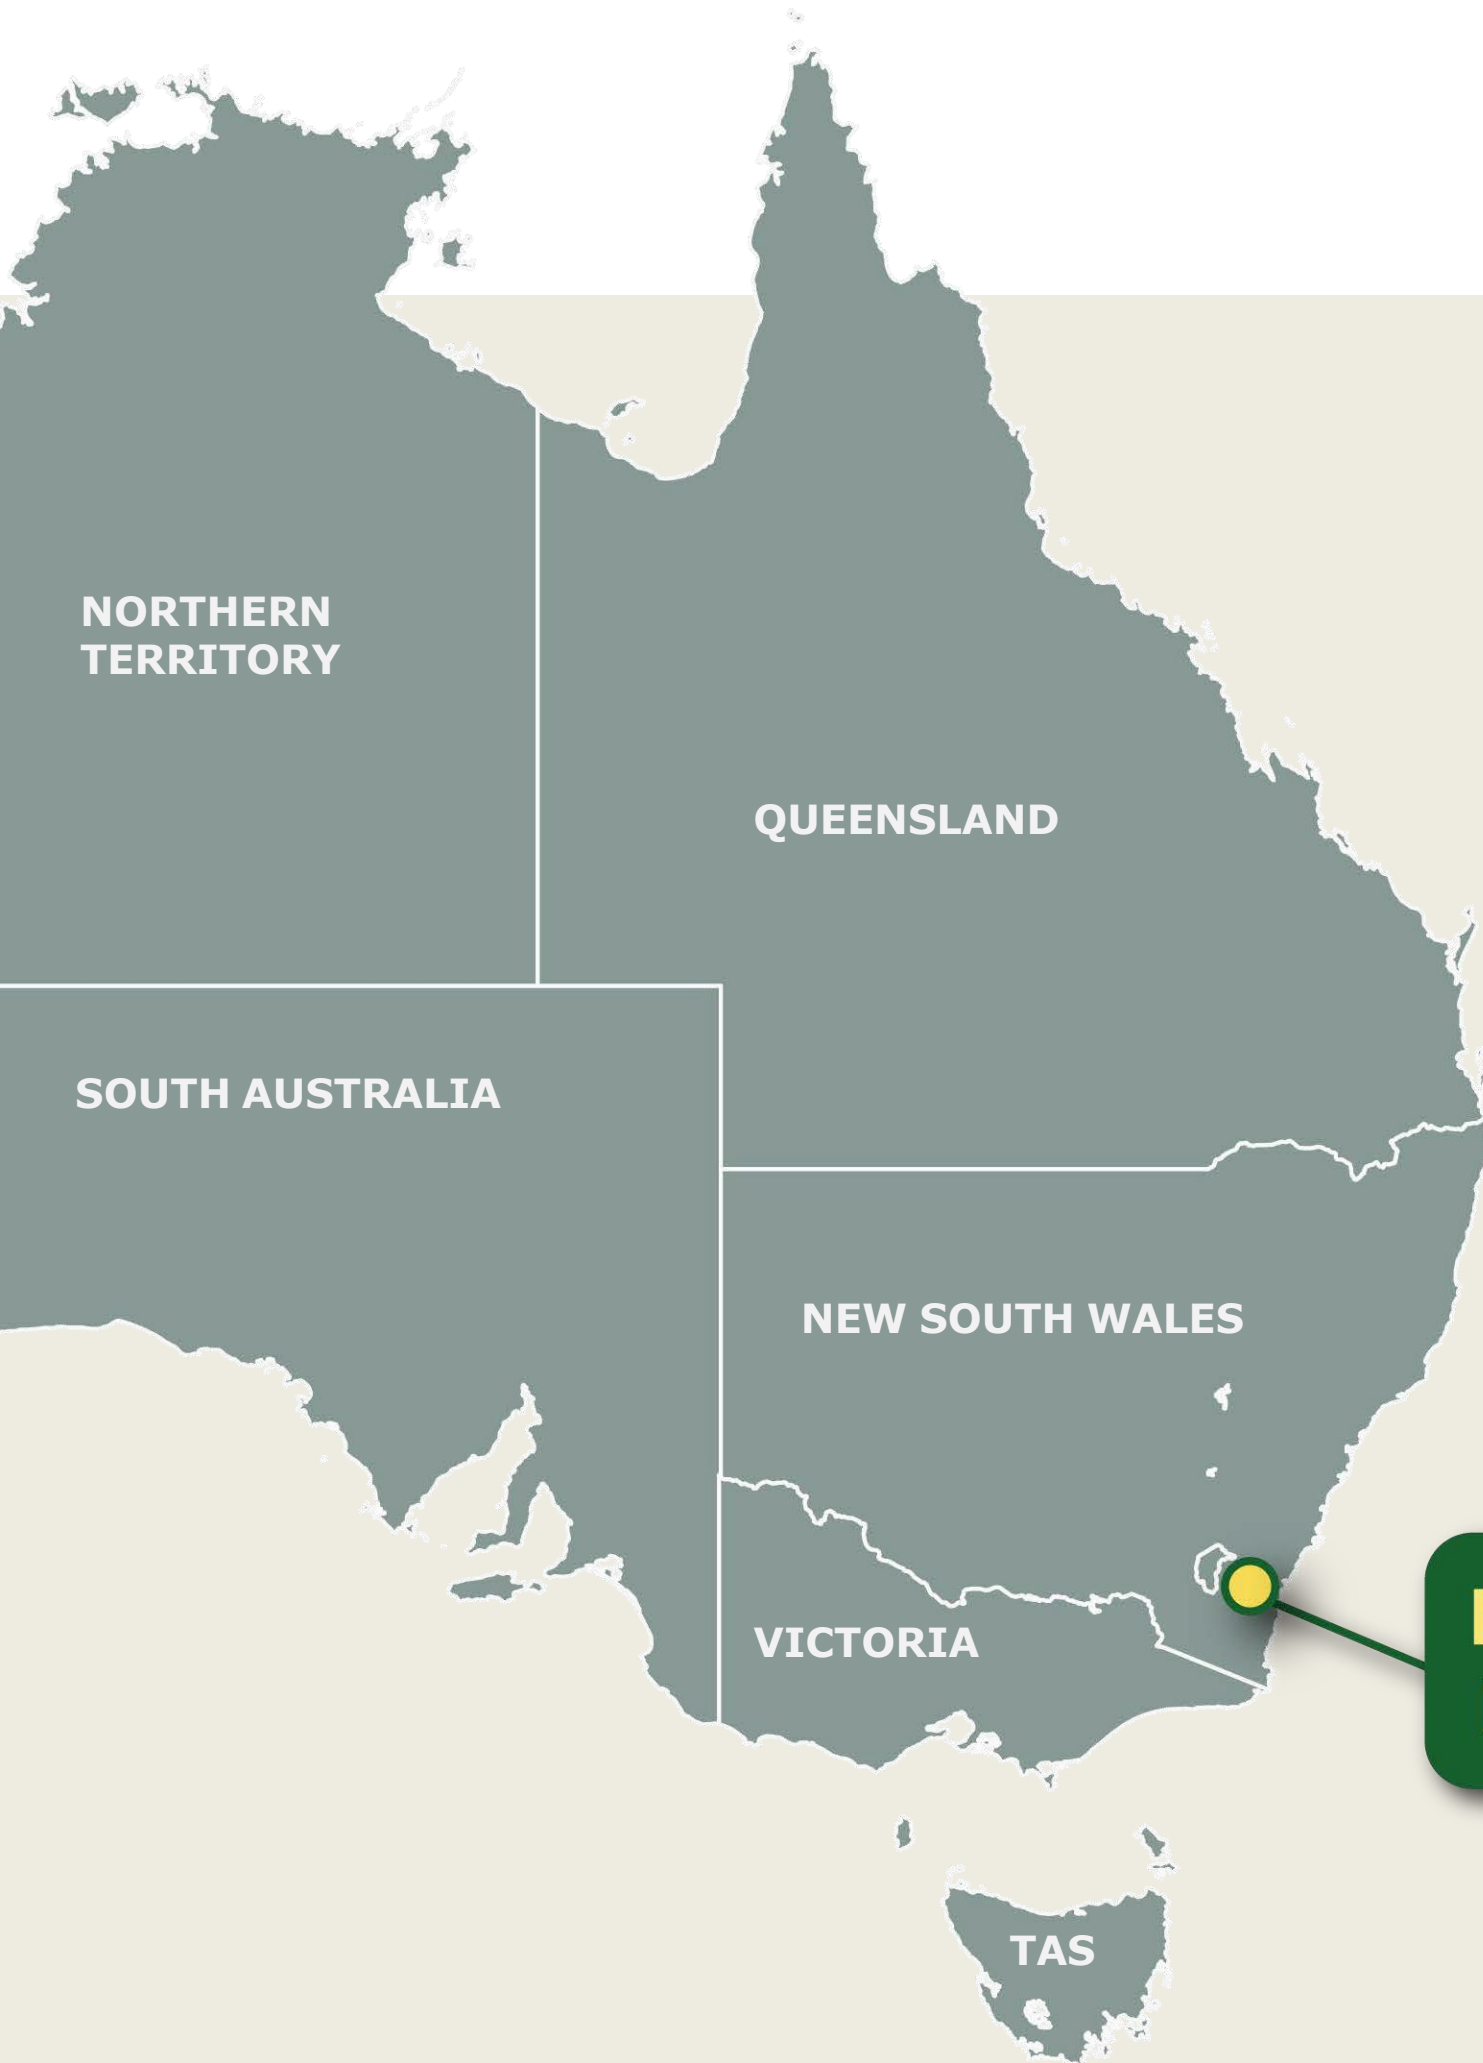 NORTHERN
TERRITORY
QUEENSLAND
SOUTH AUSTRALIA
NEW SOUTH WALES
VICTORIA
TAS